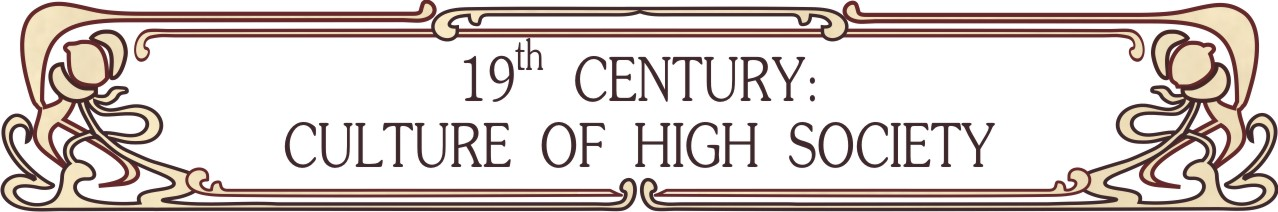 19th CENTURY:
CULTURE OF HIGH SOCIETY